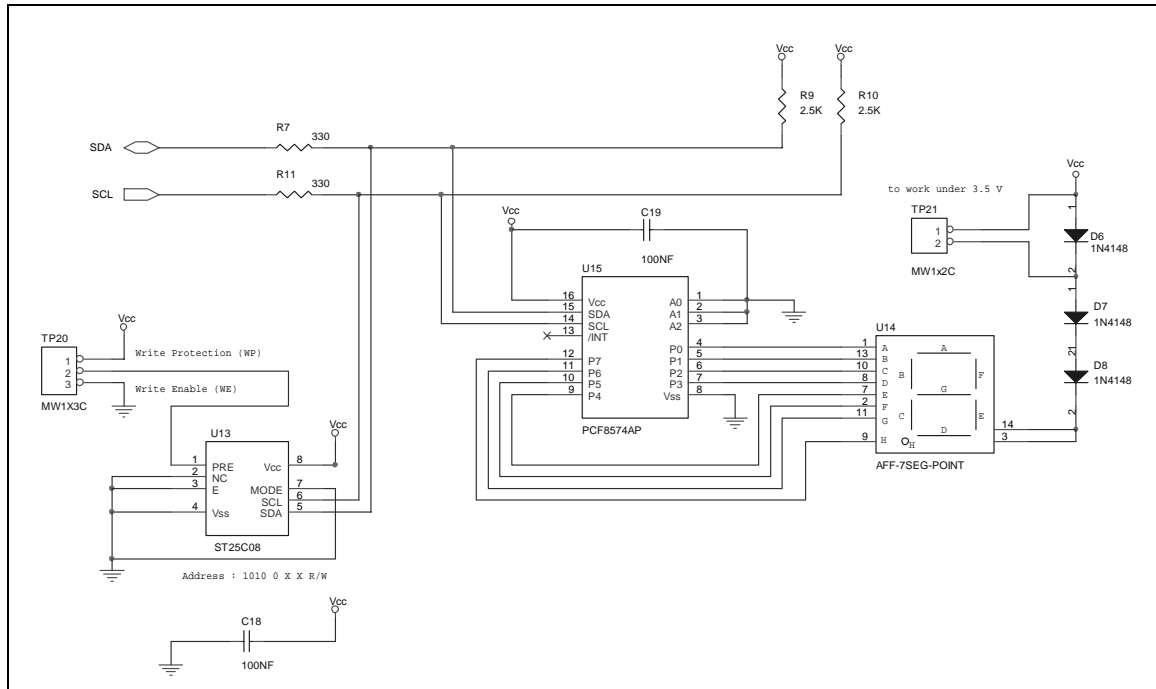 Vcc
Vcc
R9
2.5K
R10
2.5K
R7
330
SDA
R11
330
SCL
to work under 3.5 V
Vcc
TP21
1
2
MW1x2C
1
D6
1N4148
2
1
D7
1N4148
21
D8
1N4148
2
Vcc
C19
100NF
U15
16 Vcc A0 1
15 SDA A1 2
14 SCL A2 3
13 /INT
12 P7 P0 4
11 P6 P1 5
10 P5 P2 6
9 P4 P3 7
Vss 8
PCF8574AP
U14
1 A
13 B
10 C
8 D
7 E
2 F
11 G
9 H
A
B F
G
C E
D
H
14
3
AFF-7SEG-POINT
Vcc
TP20
1
2
3
MW1X3C
Write Protection (WP)
Write Enable (WE)
U13
Vcc
1 PRE Vcc 8
2 NC
3 E MODE 7
SCL 6
4 Vss SDA 5
ST25C08
Address : 1010 0 X X R/W
Vcc
C18
100NF